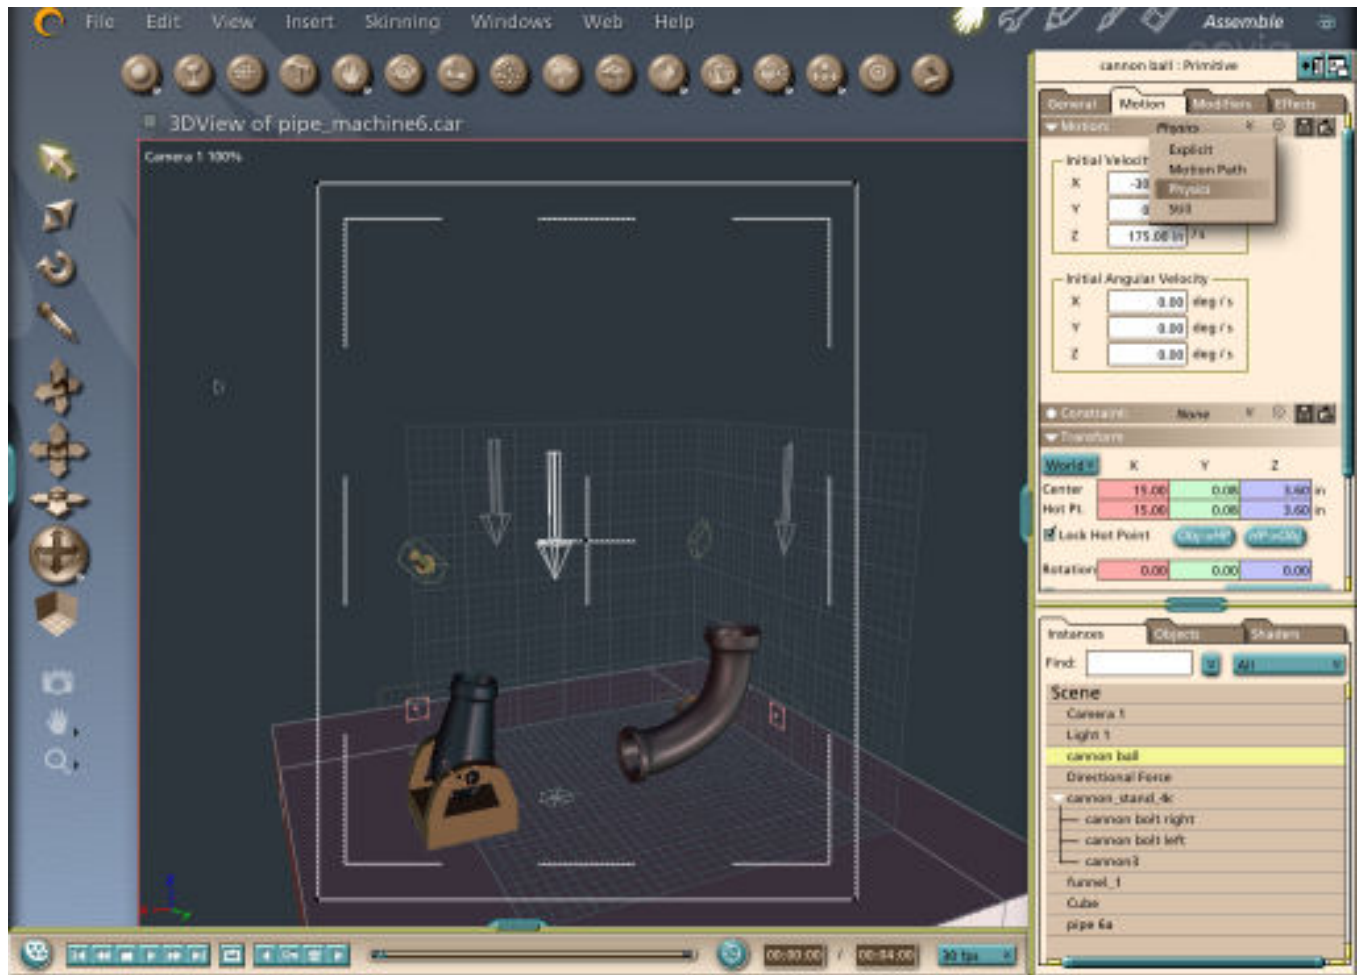 File Edit View Insert Skinning Windows Web Help
Assemble
cannon ball : Primitive
General Motion Modifiers Effects
3DView of pipe_machine6.car
Motion: Physics
Camera 1 100%
Explicit
Motion Path
Physics
Still
Initial Velocit
X -30
Y 0
Z 175.00 in / s
Initial Angular Velocity
X 0.00 deg / s
Y 0.00 deg / s
Z 0.00 deg / s
Constraint: None
Transform
World X Y Z
Center 15.00 0.08 3.60 in
Hot Pt. 15.00 0.08 3.60 in
Lock Hot Point
Rotation 0.00 0.00 0.00
Instances Objects Shaders
Find: All
Scene
Camera 1
Light 1
cannon ball
Directional Force
cannon_stand_4c
cannon bolt right
cannon bolt left
cannon3
funnel_1
Cube
pipe 6a
00:00:00 / 00:04:00 30 fps